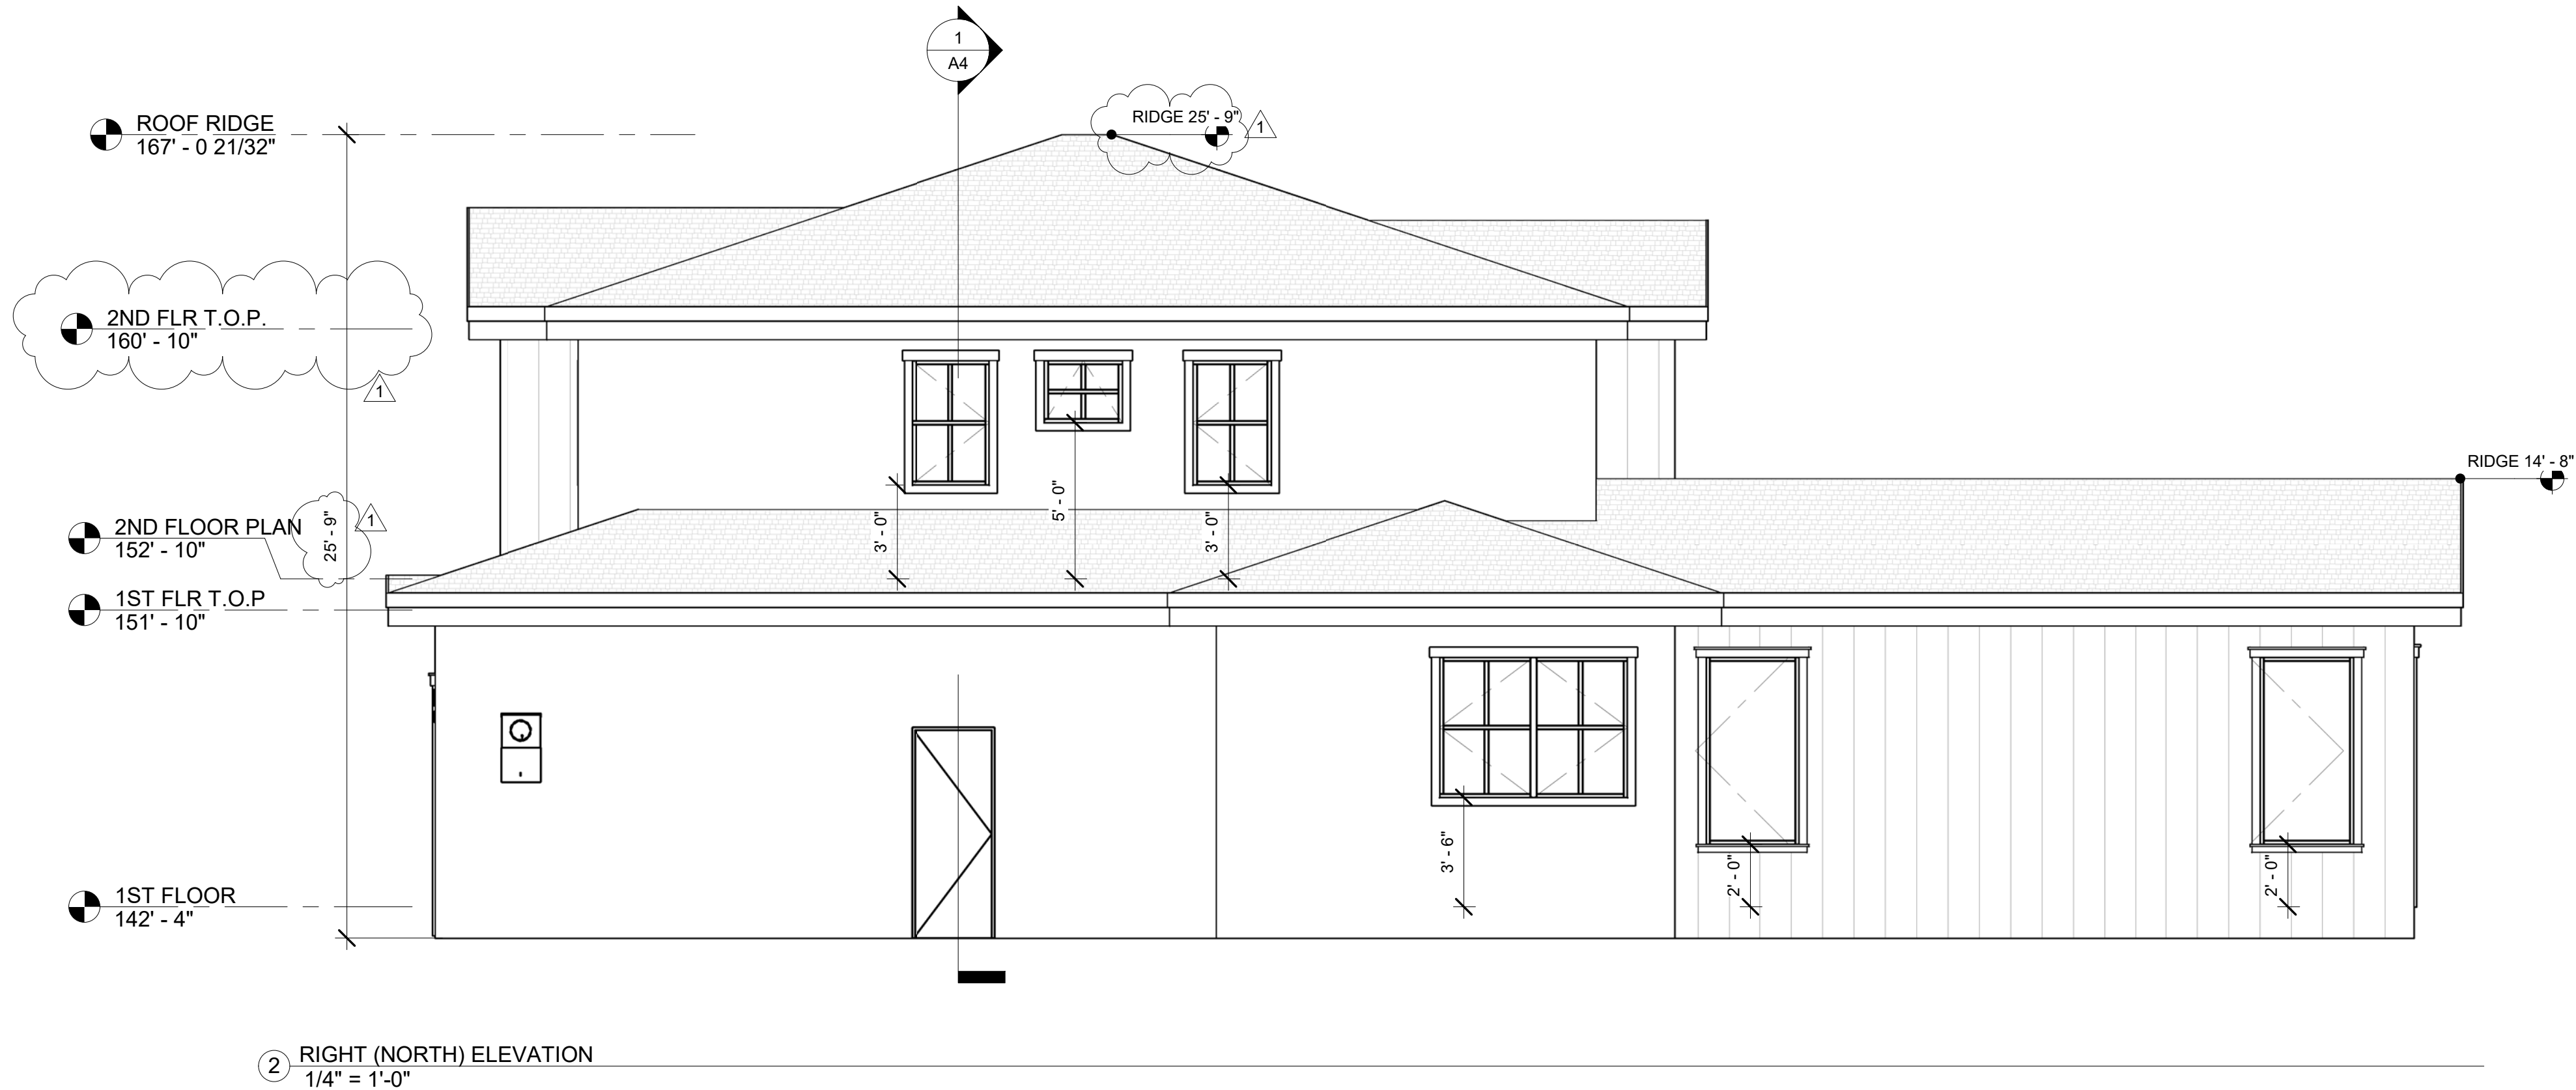 1
A4
RIDGE 25' - 9"
1
ROOF RIDGE
167' - 0 21/32"
2ND FLR T.O.P.
160' - 10"
1
RIDGE 14' - 8"
2ND FLOOR PLAN
152' - 10"
25' - 9"
1
3' - 0"
5' - 0"
3' - 0"
1ST FLR T.O.P
151' - 10"
3' - 6"
2' - 0"
2' - 0"
1ST FLOOR
142' - 4"
2
RIGHT (NORTH) ELEVATION
1/4" = 1'-0"